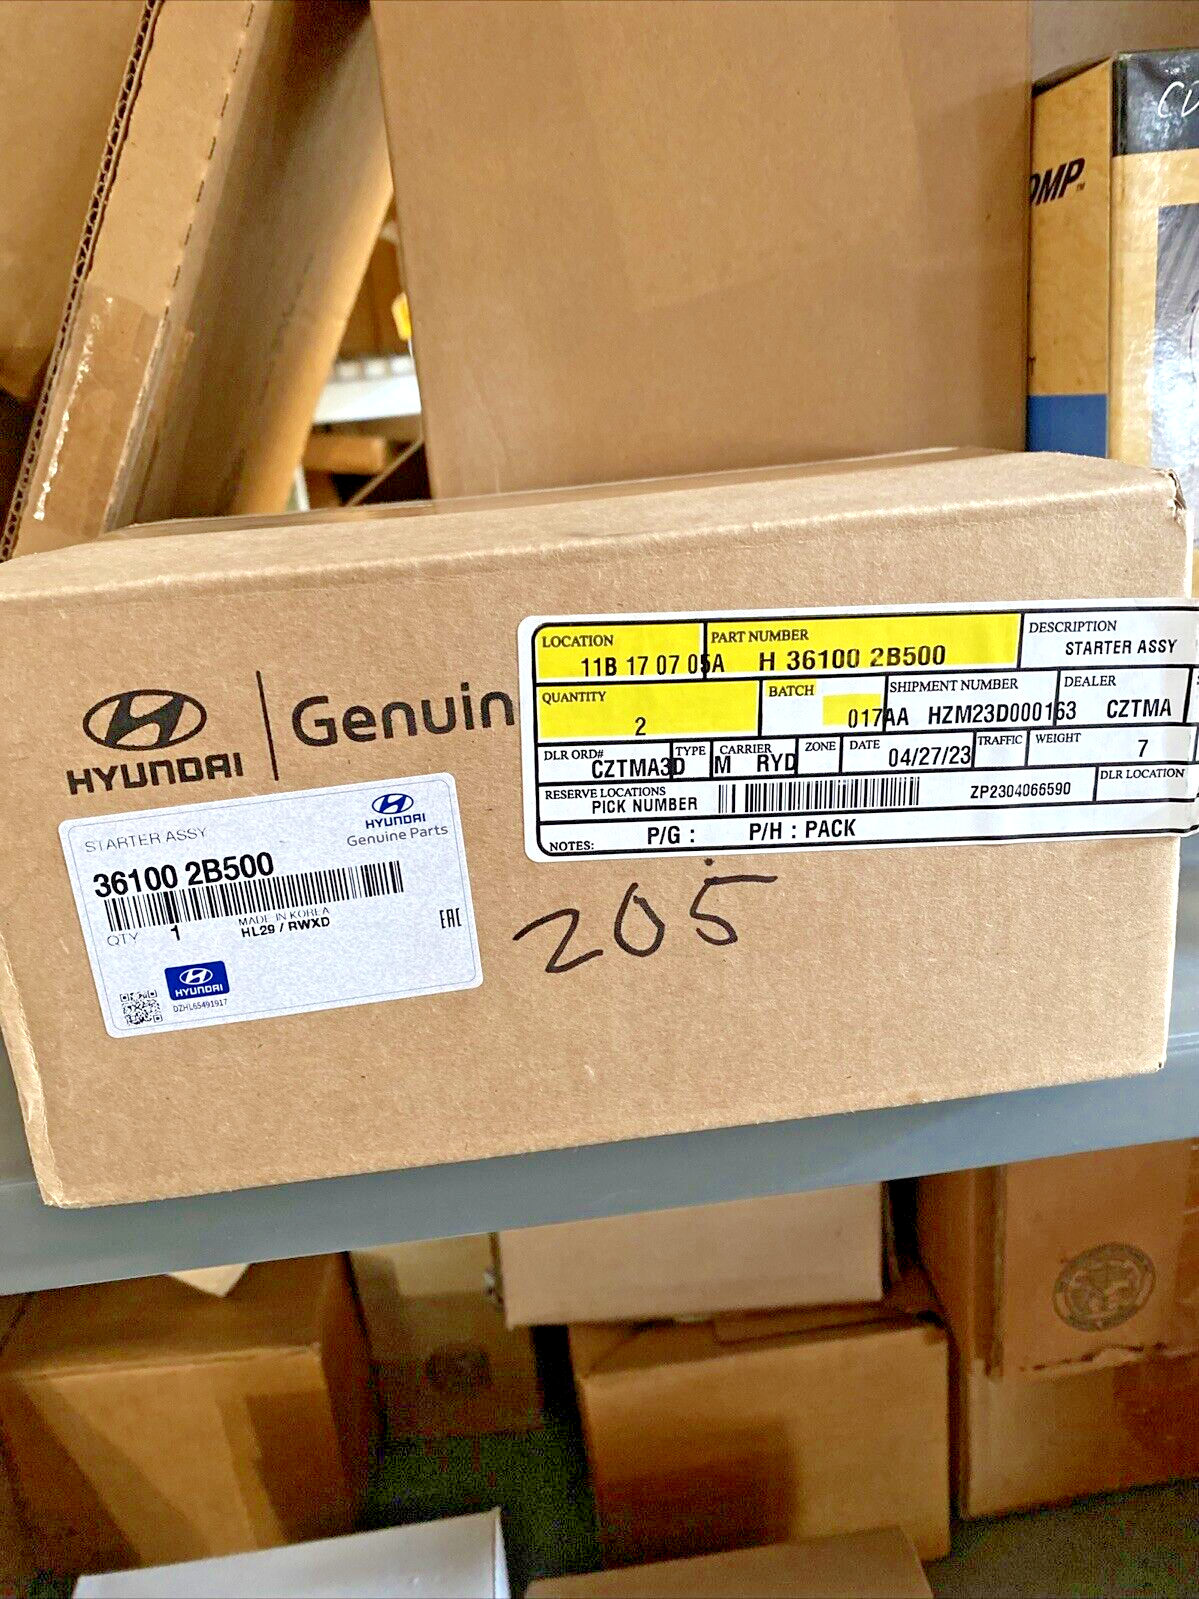 HYUNDAI
Genuin
STARTER ASSY
HYUNDAI
Genuine Parts
36100 2B500
MADE IN KOREA
QTY 1 HL29 / RWXD
EAC
HYUNDAI
DZHL65491917
LOCATION PART NUMBER DESCRIPTION
11B 17 07 05A H 36100 2B500 STARTER ASSY
QUANTITY BATCH SHIPMENT NUMBER DEALER
2 017AA HZM23D000163 CZTMA
DLR ORD# TYPE CARRIER ZONE DATE TRAFFIC WEIGHT
CZTMA3D M RYD 04/27/23 7
RESERVE LOCATIONS DLR LOCATION
PICK NUMBER ZP2304066590
NOTES: P/G : P/H : PACK
205
OMP™